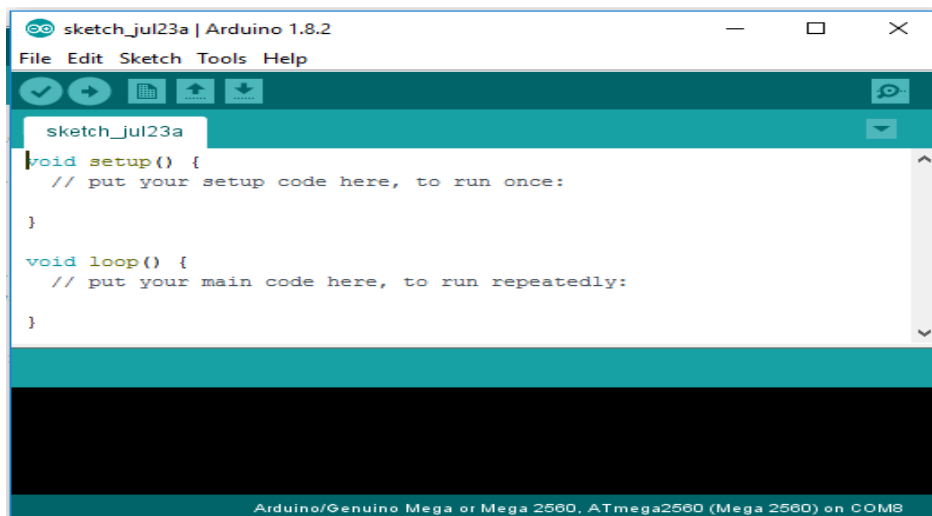 sketch_jul23a | Arduino 1.8.2
File Edit Sketch Tools Help
sketch_jul23a
void setup() {
  // put your setup code here, to run once:
}
void loop() {
  // put your main code here, to run repeatedly:
}
Arduino/Genuino Mega or Mega 2560, ATmega2560 (Mega 2560) on COM8